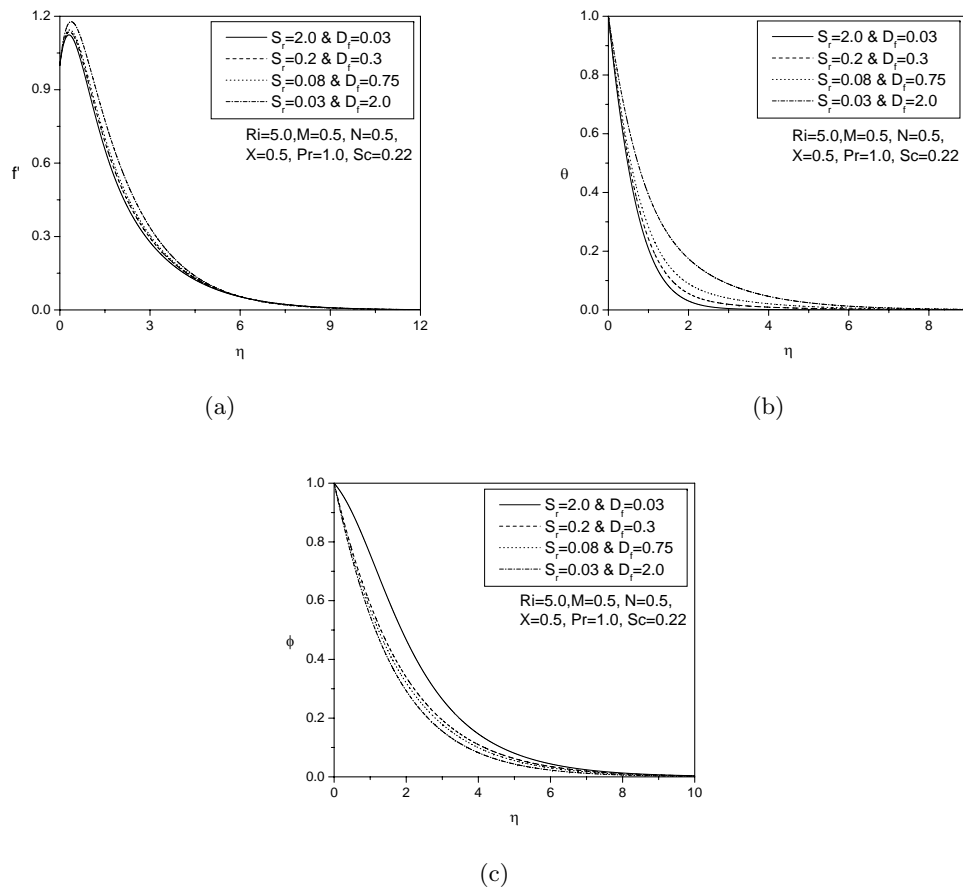 1.2
0.9
0.6
0.3
0.0
0
3
6
9
12
f'
η
S_r=2.0 & D_f=0.03
S_r=0.2 & D_f=0.3
S_r=0.08 & D_f=0.75
S_r=0.03 & D_f=2.0
Ri=5.0,M=0.5, N=0.5,
X=0.5, Pr=1.0, Sc=0.22
(a)
1.0
0.8
0.6
0.4
0.2
0.0
0
2
4
6
8
θ
η
S_r=2.0 & D_f=0.03
S_r=0.2 & D_f=0.3
S_r=0.08 & D_f=0.75
S_r=0.03 & D_f=2.0
Ri=5.0,M=0.5, N=0.5,
X=0.5, Pr=1.0, Sc=0.22
(b)
1.0
0.8
0.6
0.4
0.2
0.0
0
2
4
6
8
10
ϕ
η
S_r=2.0 & D_f=0.03
S_r=0.2 & D_f=0.3
S_r=0.08 & D_f=0.75
S_r=0.03 & D_f=2.0
Ri=5.0,M=0.5, N=0.5,
X=0.5, Pr=1.0, Sc=0.22
(c)